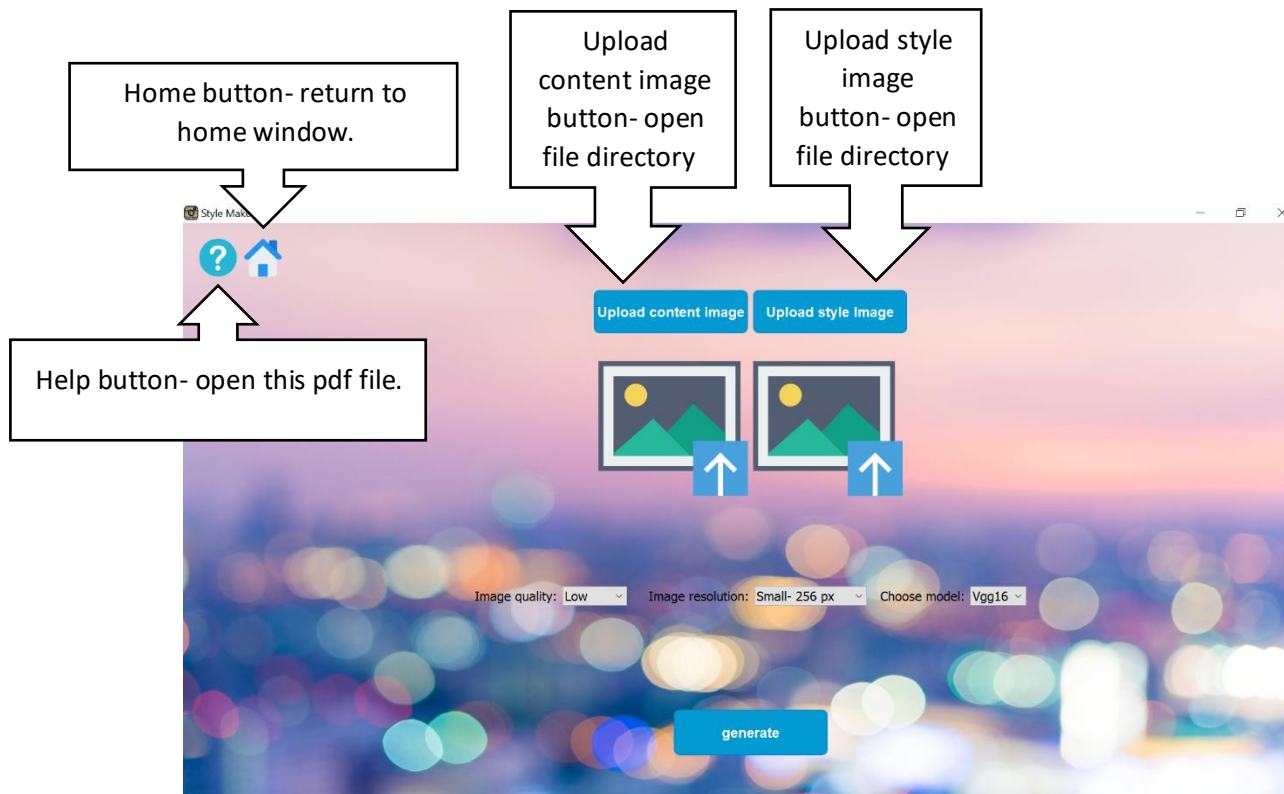 Upload
content image
button- open
file directory
Upload style
image
button- open
file directory
Home button- return to
home window.
Style Make
?
Upload content image
Upload style Image
Help button- open this pdf file.
Image quality: Low
Image resolution: Small- 256 px
Choose model: Vgg16
generate